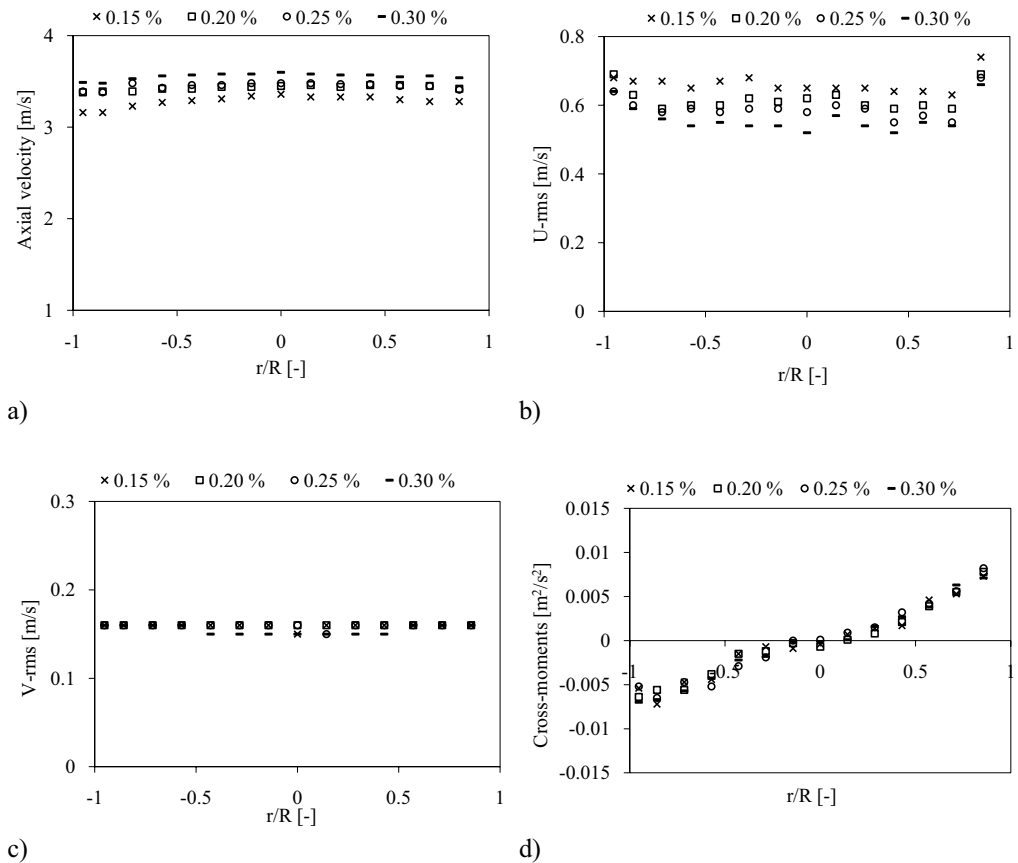 × 0.15 % □ 0.20 % ○ 0.25 % - 0.30 %
4
3
2
1
Axial velocity [m/s]
-1 -0.5 0 0.5 1
r/R [-]
a)
× 0.15 % □ 0.20 % ○ 0.25 % - 0.30 %
0.8
0.6
0.4
0.2
0
U-rms [m/s]
-1 -0.5 0 0.5 1
r/R [-]
b)
× 0.15 % □ 0.20 % ○ 0.25 % - 0.30 %
0.3
0.2
0.1
0
V-rms [m/s]
-1 -0.5 0 0.5 1
r/R [-]
c)
× 0.15 % □ 0.20 % ○ 0.25 % - 0.30 %
0.015
0.01
0.005
0
-0.005
-0.01
-0.015
Cross-moments [m²/s²]
-1 -0.5 0 0.5 1
r/R [-]
d)